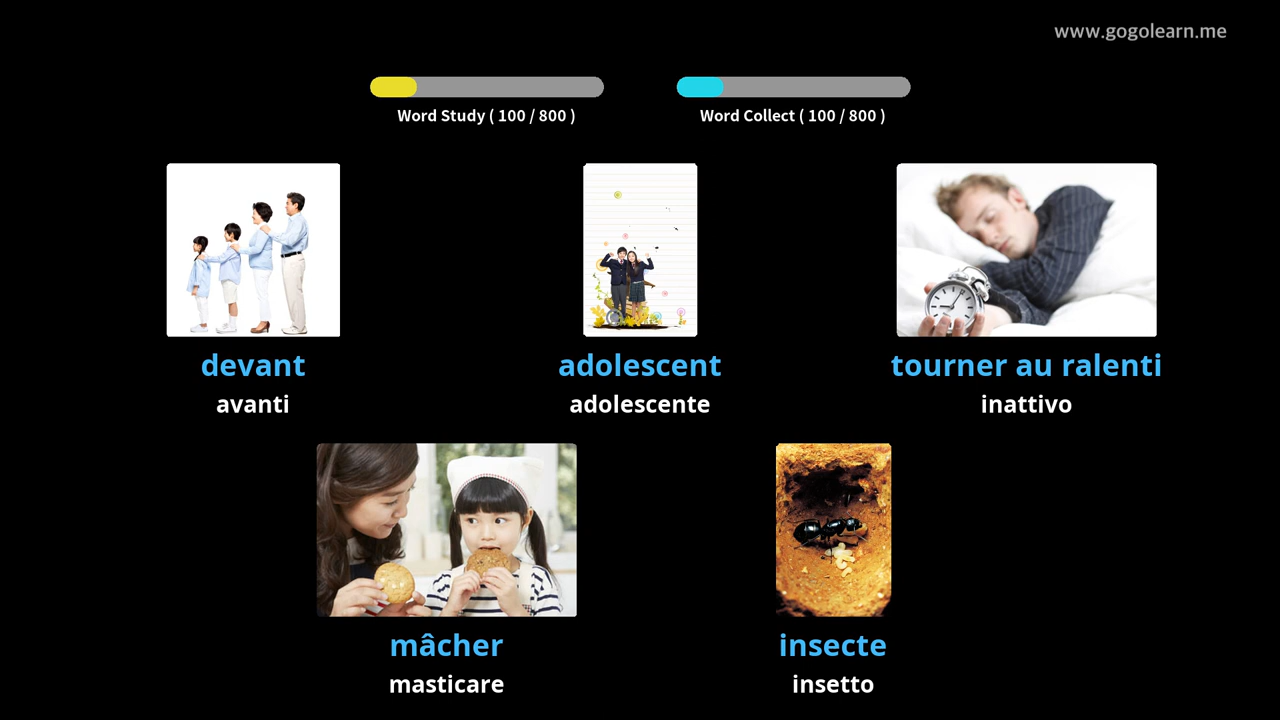 www.gogolearn.me
Word Study ( 100 / 800 )
Word Collect ( 100 / 800 )
devant
avanti
adolescent
adolescente
tourner au ralenti
inattivo
mâcher
masticare
insecte
insetto